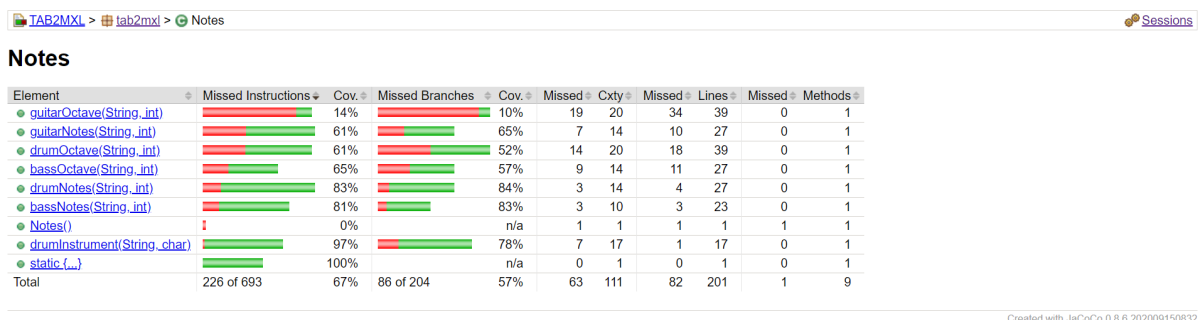 TAB2MXL > tab2mxl > Notes Sessions
Notes
Element Missed Instructions Cov. Missed Branches Cov. Missed Cxty Missed Lines Missed Methods
guitarOctave(String, int) 14% 10% 19 20 34 39 0 1
guitarNotes(String, int) 61% 65% 7 14 10 27 0 1
drumOctave(String, int) 61% 52% 14 20 18 39 0 1
bassOctave(String, int) 65% 57% 9 14 11 27 0 1
drumNotes(String, int) 83% 84% 3 14 4 27 0 1
bassNotes(String, int) 81% 83% 3 10 3 23 0 1
Notes() 0% n/a 1 1 1 1 1 1
drumInstrument(String, char) 97% 78% 7 17 1 17 0 1
static {...} 100% n/a 0 1 0 1 0 1
Total 226 of 693 67% 86 of 204 57% 63 111 82 201 1 9
Created with JaCoCo 0.8.6.202009150832